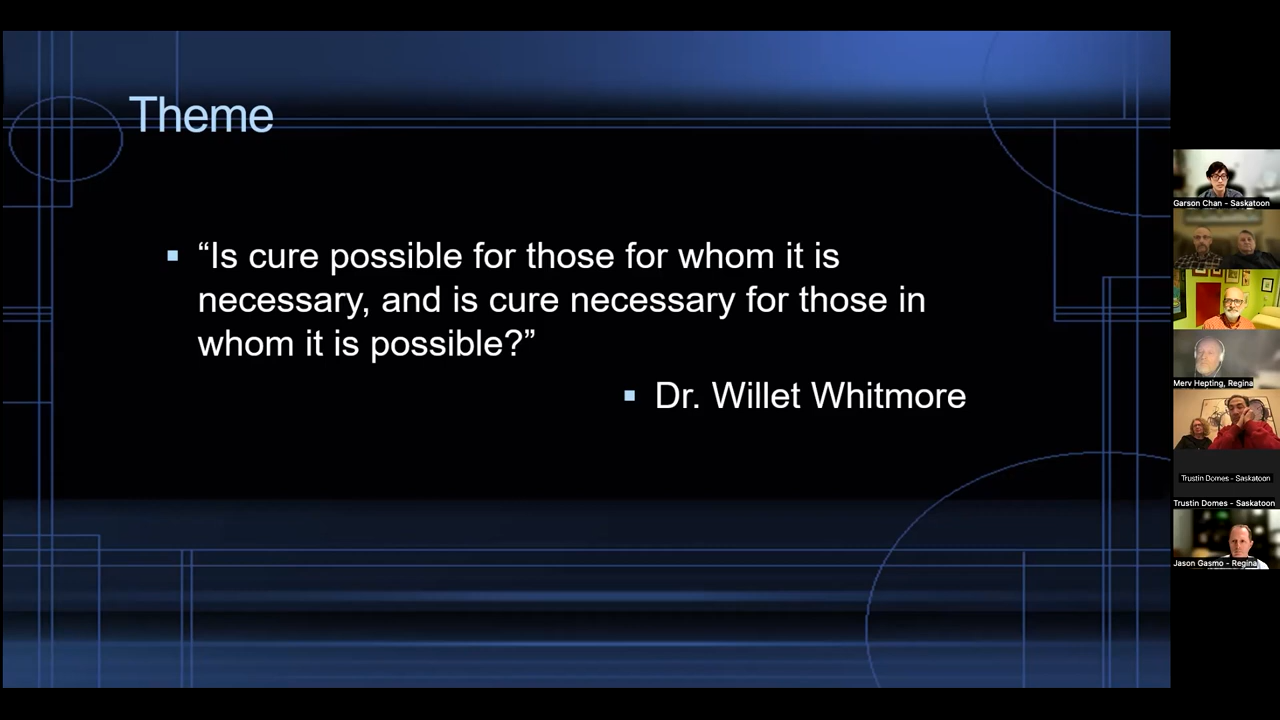 Theme
“Is cure possible for those for whom it is
necessary, and is cure necessary for those in
whom it is possible?”
Dr. Willet Whitmore
Garson Chan - Saskatoon
Merv Hepting, Regina
Trustin Domes - Saskatoon
Trustin Domes - Saskatoon
Jason Gasmo - Regina